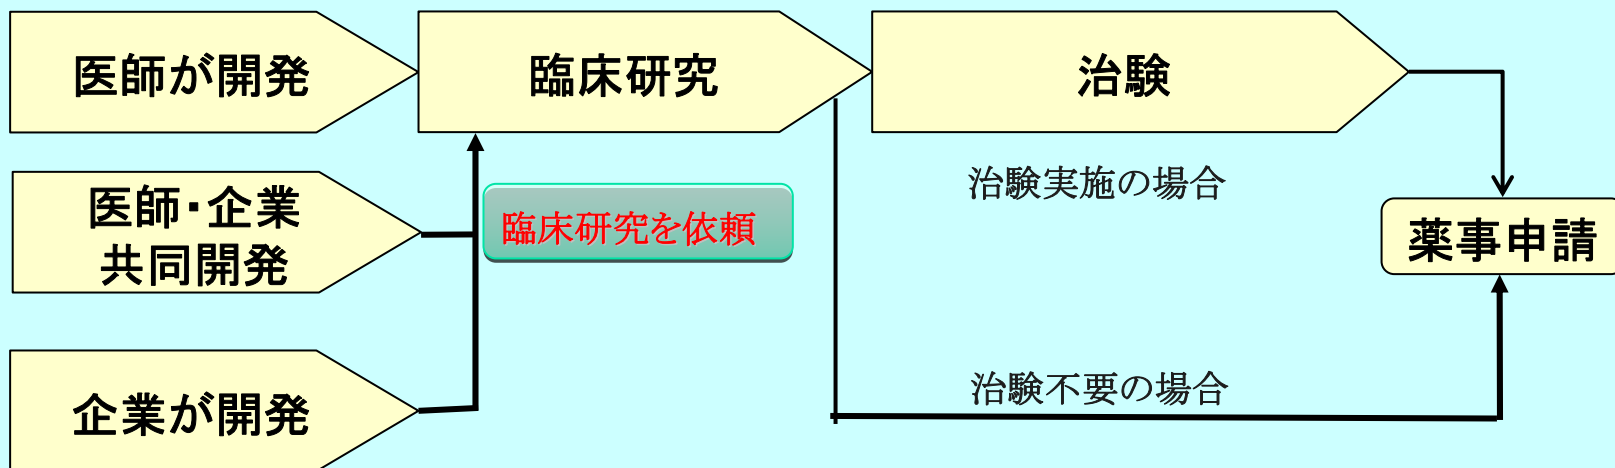 医師が開発
臨床研究
治験
治験実施の場合
医師・企業
共同開発
臨床研究を依頼
薬事申請
治験不要の場合
企業が開発